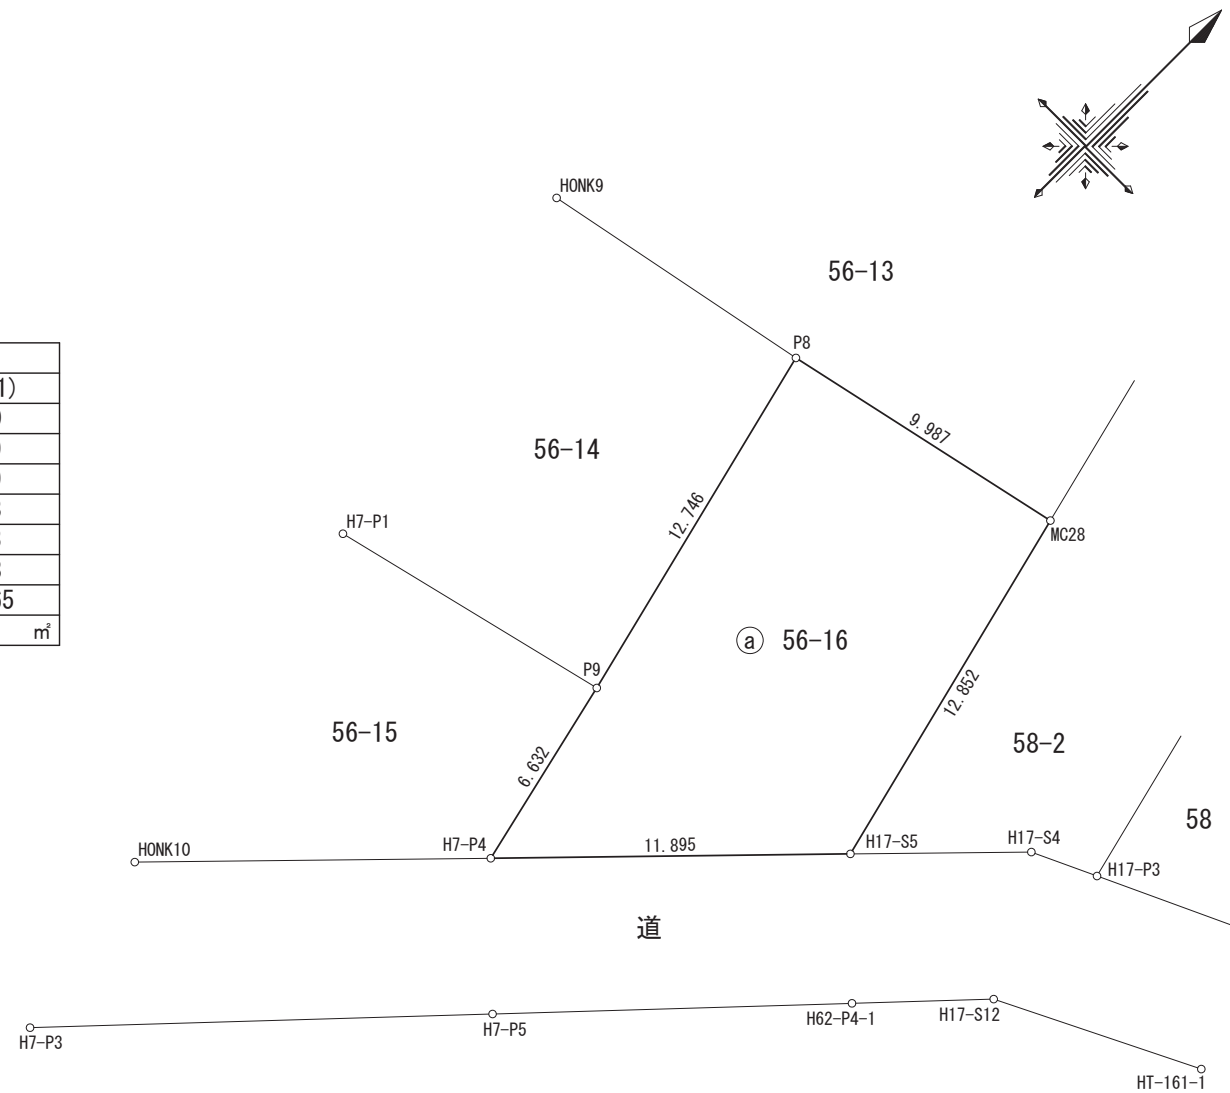 HONK9
56-13
P8
9.987
56-14
12.746
H7-P1
MC28
1)
65
㎡
ⓐ 56-16
P9
12.852
56-15
58-2
6.632
58
HONK10
H7-P4
11.895
H17-S5
H17-S4
H17-P3
道
H7-P3
H7-P5
H62-P4-1
H17-S12
HT-161-1